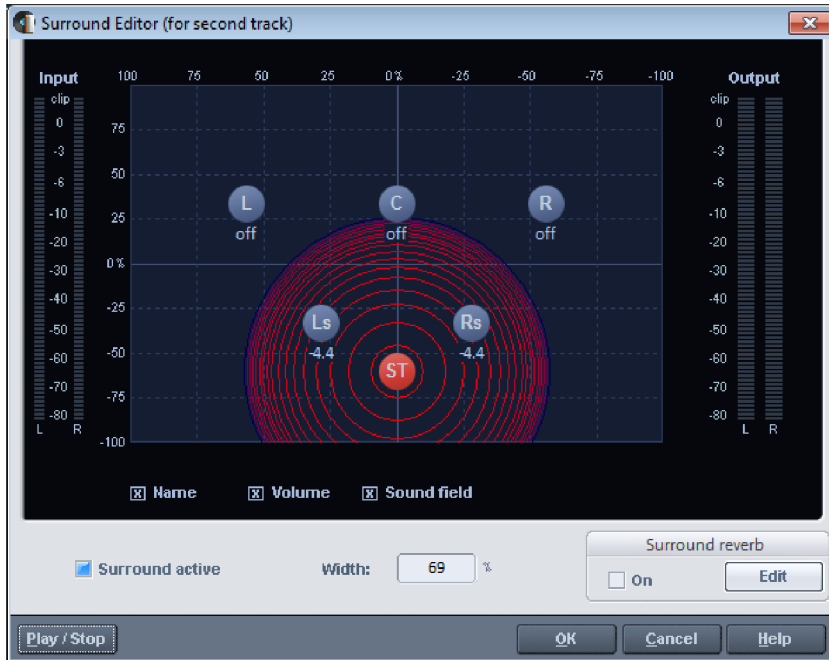 Surround Editor (for second track)
Input 100 75 50 25 0% -25 -50 -75 -100 Output
clip
0
-3
-6
-10
-20
-30
-40
-50
-60
-70
-80
L R
75
50
25
0%
-25
-50
-75
-100
L
off
C
off
R
off
Ls
-4.4
Rs
-4.4
ST
clip
0
-3
-6
-10
-20
-30
-40
-50
-60
-70
-80
L R
x Name x Volume x Sound field
Surround active Width: 69 %
Surround reverb
On Edit
Play / Stop OK Cancel Help